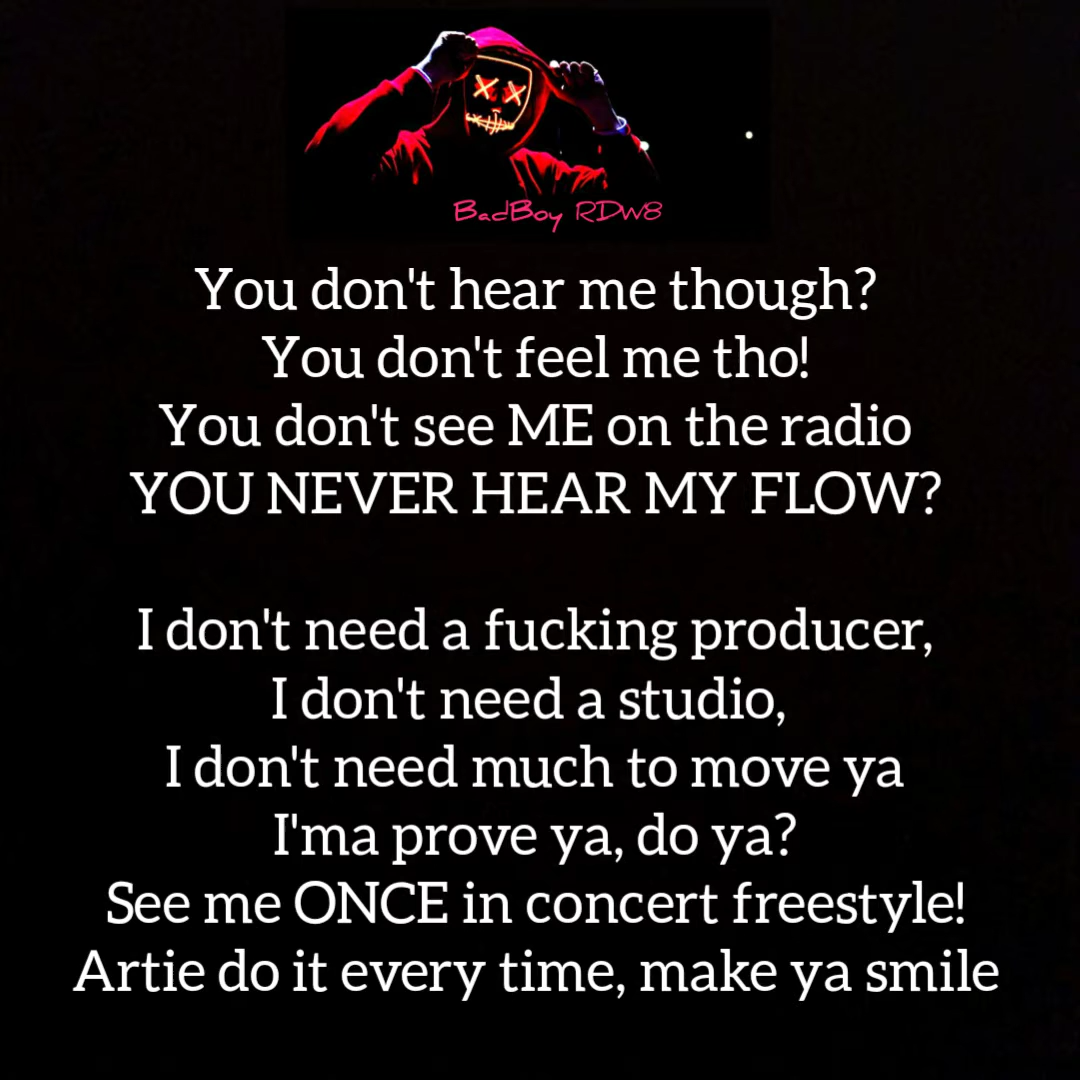 BadBoy RDW8
You don't hear me though?
You don't feel me tho!
You don't see ME on the radio
YOU NEVER HEAR MY FLOW?
I don't need a fucking producer,
I don't need a studio,
I don't need much to move ya
I'ma prove ya, do ya?
See me ONCE in concert freestyle!
Artie do it every time, make ya smile